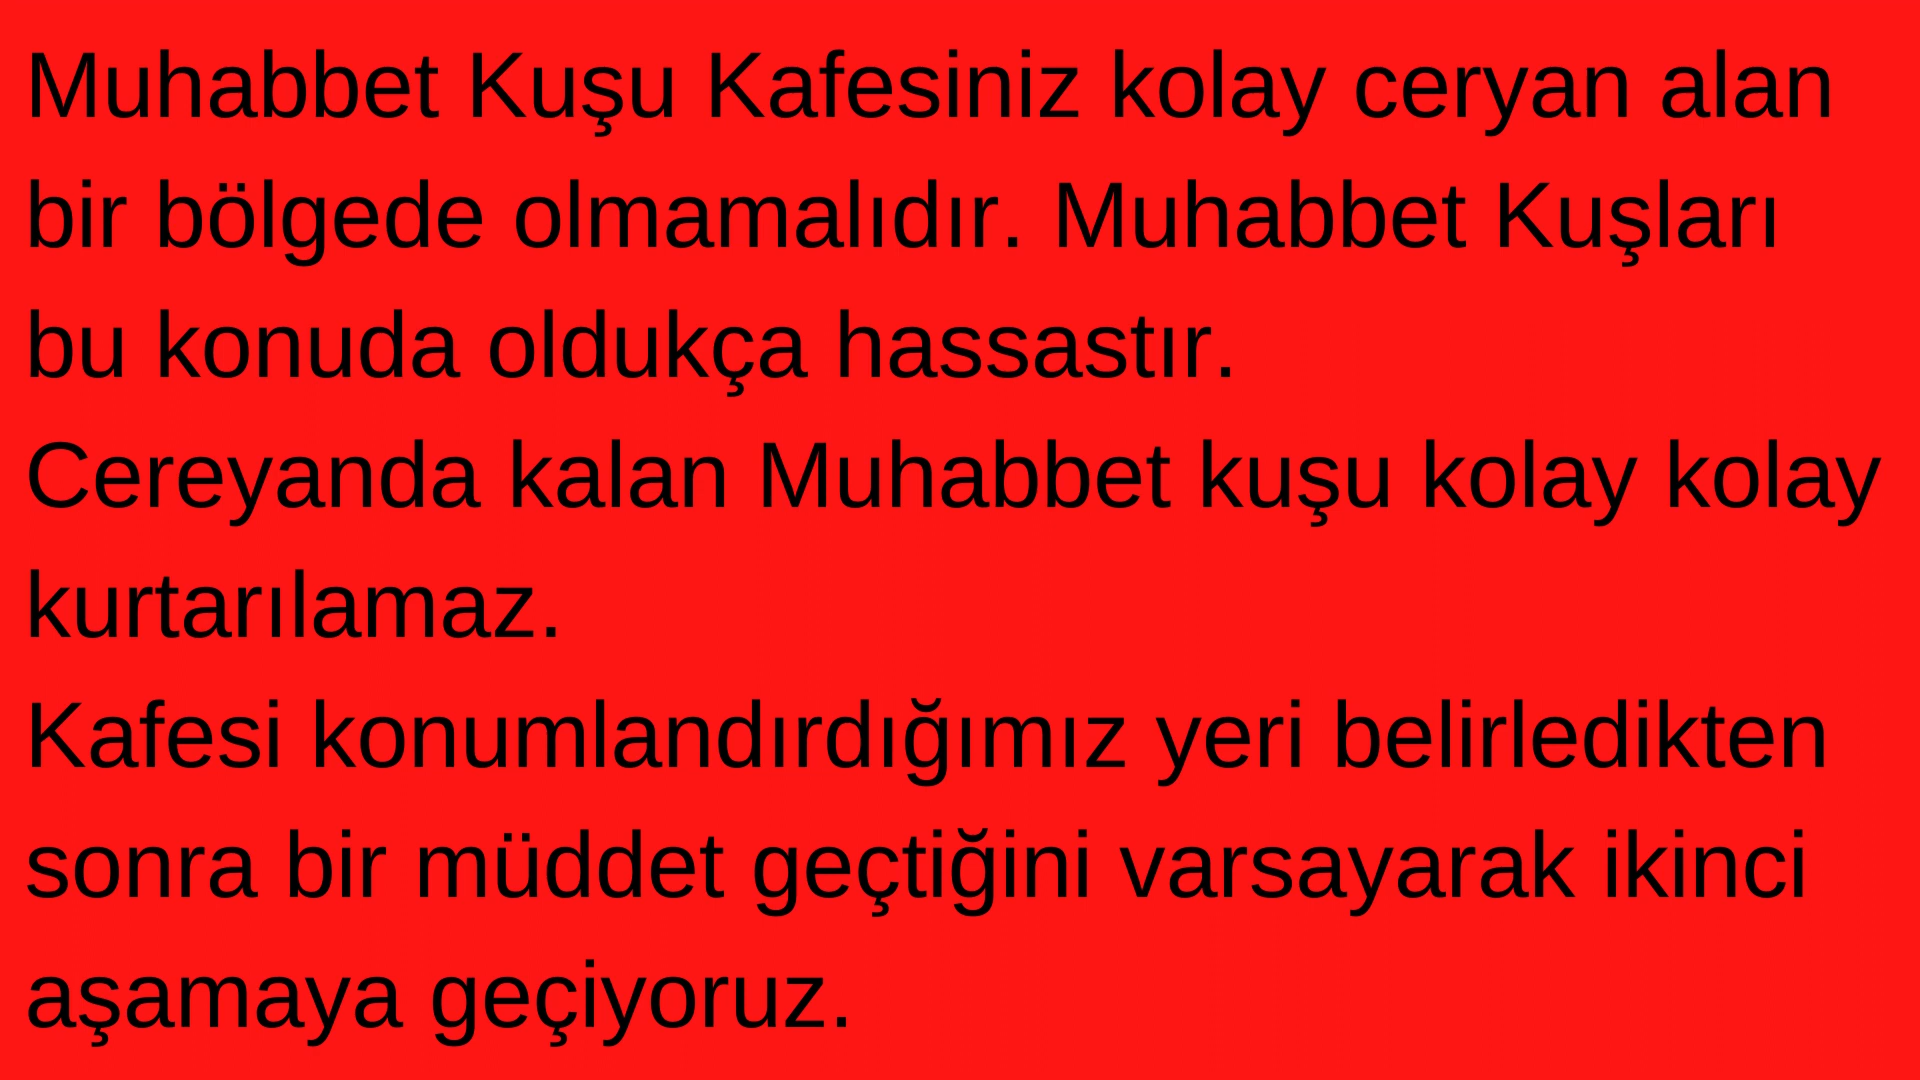 Muhabbet Kuşu Kafesiniz kolay ceryan alan
bir bölgede olmamalıdır. Muhabbet Kuşları
bu konuda oldukça hassastır.
Cereyanda kalan Muhabbet kuşu kolay kolay
kurtarılamaz.
Kafesi konumlandırdığımız yeri belirledikten
sonra bir müddet geçtiğini varsayarak ikinci
aşamaya geçiyoruz.